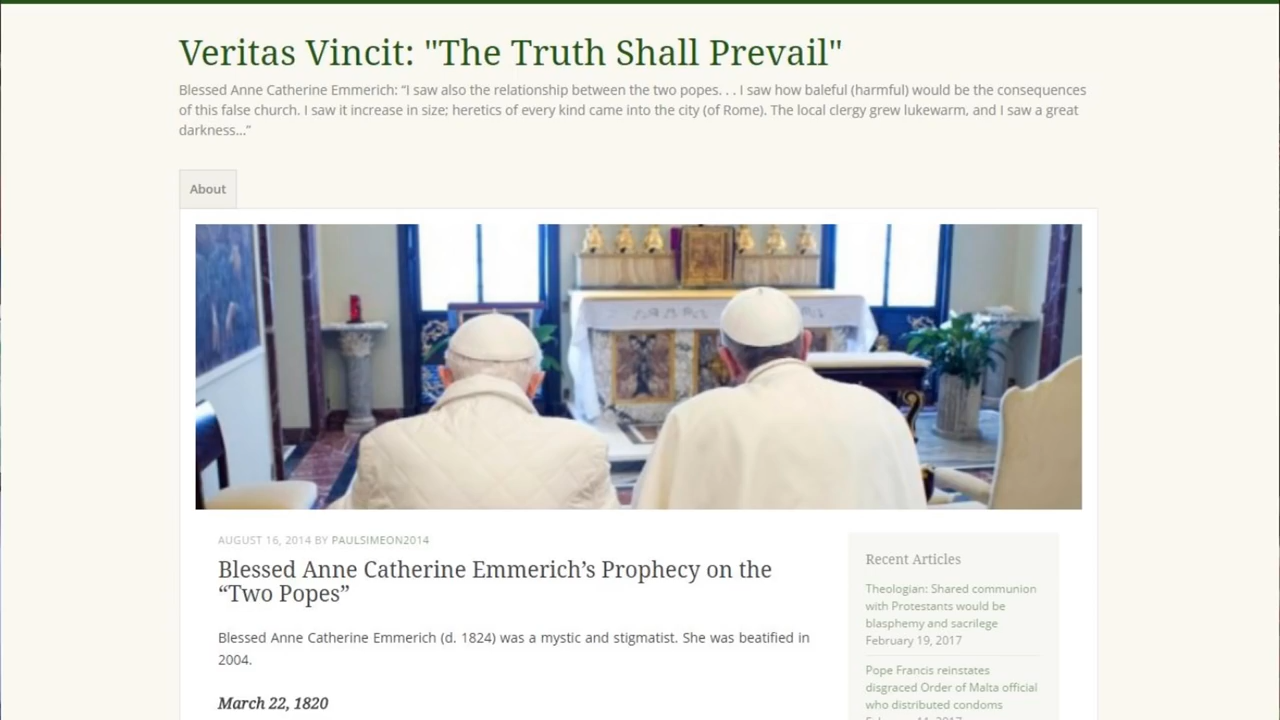 Veritas Vincit: "The Truth Shall Prevail"
Blessed Anne Catherine Emmerich: “I saw also the relationship between the two popes. . . I saw how baleful (harmful) would be the consequences
of this false church. I saw it increase in size; heretics of every kind came into the city (of Rome). The local clergy grew lukewarm, and I saw a great
darkness...”
About
AUGUST 16, 2014 BY PAULSIMEON2014
Blessed Anne Catherine Emmerich’s Prophecy on the
“Two Popes”
Blessed Anne Catherine Emmerich (d. 1824) was a mystic and stigmatist. She was beatified in
2004.
March 22, 1820
Recent Articles
Theologian: Shared communion
with Protestants would be
blasphemy and sacrilege
February 19, 2017
Pope Francis reinstates
disgraced Order of Malta official
who distributed condoms